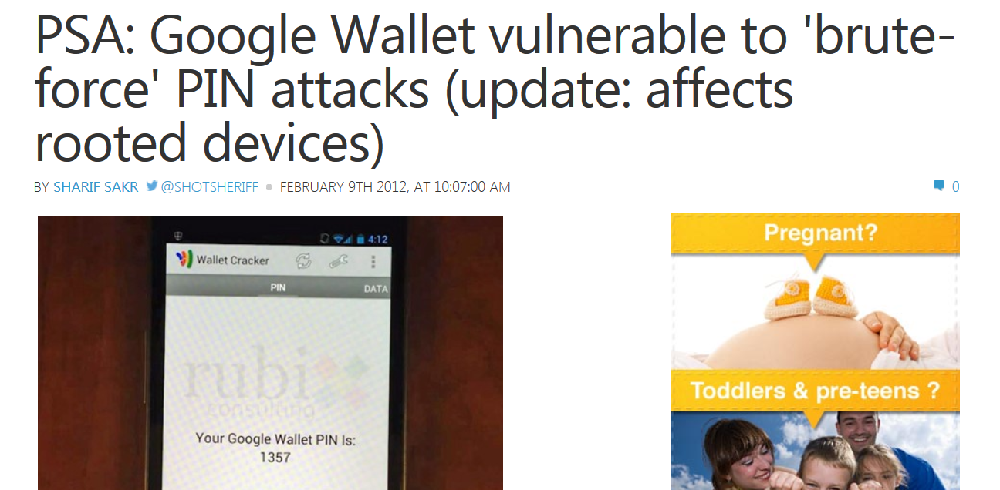 PSA: Google Wallet vulnerable to 'brute-
force' PIN attacks (update: affects
rooted devices)
BY SHARIF SAKR @SHOTSHERIFF FEBRUARY 9TH 2012, AT 10:07:00 AM
0
4:12
Wallet Cracker
PIN DATA
rubi
consulting
Your Google Wallet PIN Is:
1357
Pregnant?
Toddlers & pre-teens ?